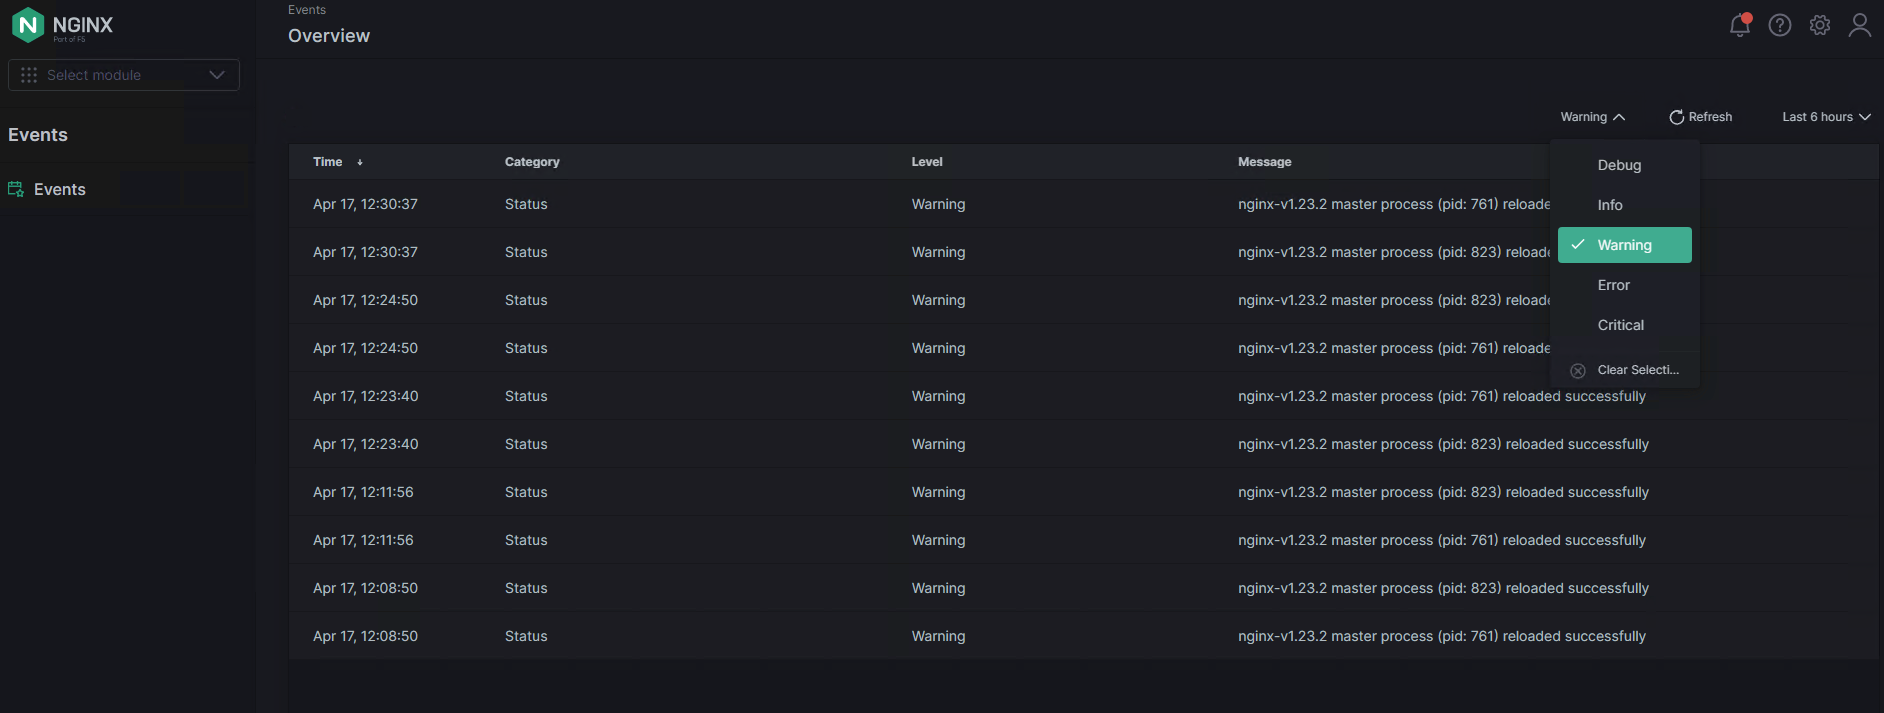 NGINX
Part of F5
Select module
Events
Events
Events
Overview
Warning Refresh Last 6 hours
Time Category Level Message
Apr 17, 12:30:37 Status Warning nginx-v1.23.2 master process (pid: 761) reloade
Apr 17, 12:30:37 Status Warning nginx-v1.23.2 master process (pid: 823) reloade
Apr 17, 12:24:50 Status Warning nginx-v1.23.2 master process (pid: 823) reloade
Apr 17, 12:24:50 Status Warning nginx-v1.23.2 master process (pid: 761) reloade
Apr 17, 12:23:40 Status Warning nginx-v1.23.2 master process (pid: 761) reloaded successfully
Apr 17, 12:23:40 Status Warning nginx-v1.23.2 master process (pid: 823) reloaded successfully
Apr 17, 12:11:56 Status Warning nginx-v1.23.2 master process (pid: 823) reloaded successfully
Apr 17, 12:11:56 Status Warning nginx-v1.23.2 master process (pid: 761) reloaded successfully
Apr 17, 12:08:50 Status Warning nginx-v1.23.2 master process (pid: 823) reloaded successfully
Apr 17, 12:08:50 Status Warning nginx-v1.23.2 master process (pid: 761) reloaded successfully
Debug
Info
Warning
Error
Critical
Clear Selecti...